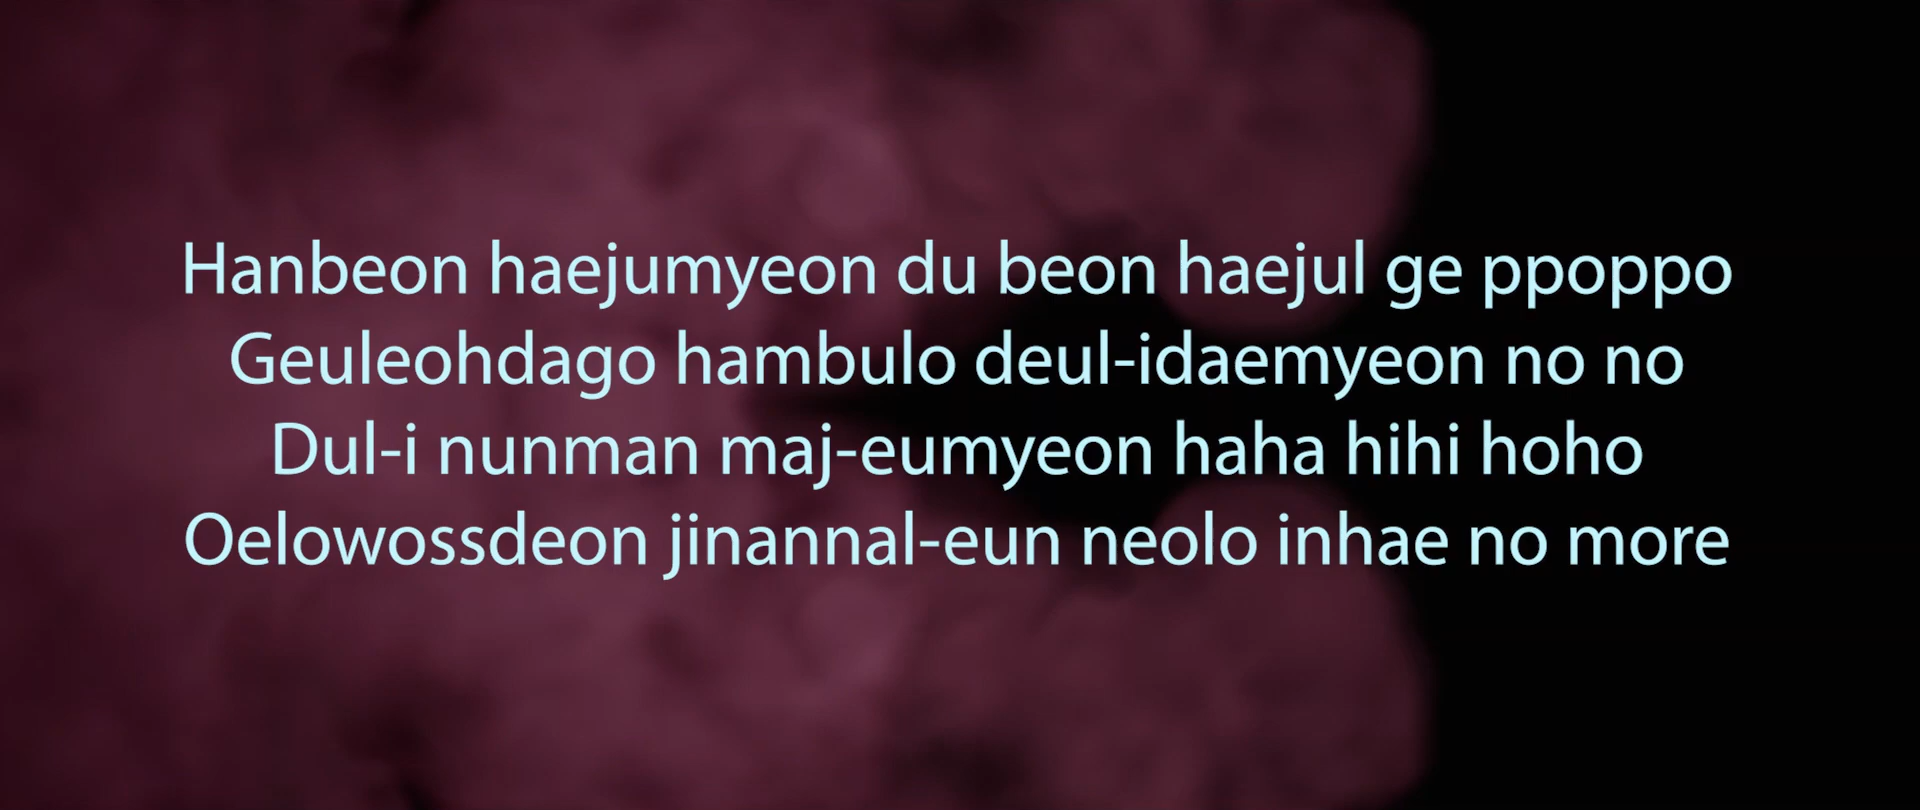 Hanbeon haejumyeon du beon haejul ge ppoppo
Geuleohdago hambulo deul-idaemyeon no no
Dul-i nunman maj-eumyeon haha hihi hoho
Oelowossdeon jinannal-eun neolo inhae no more